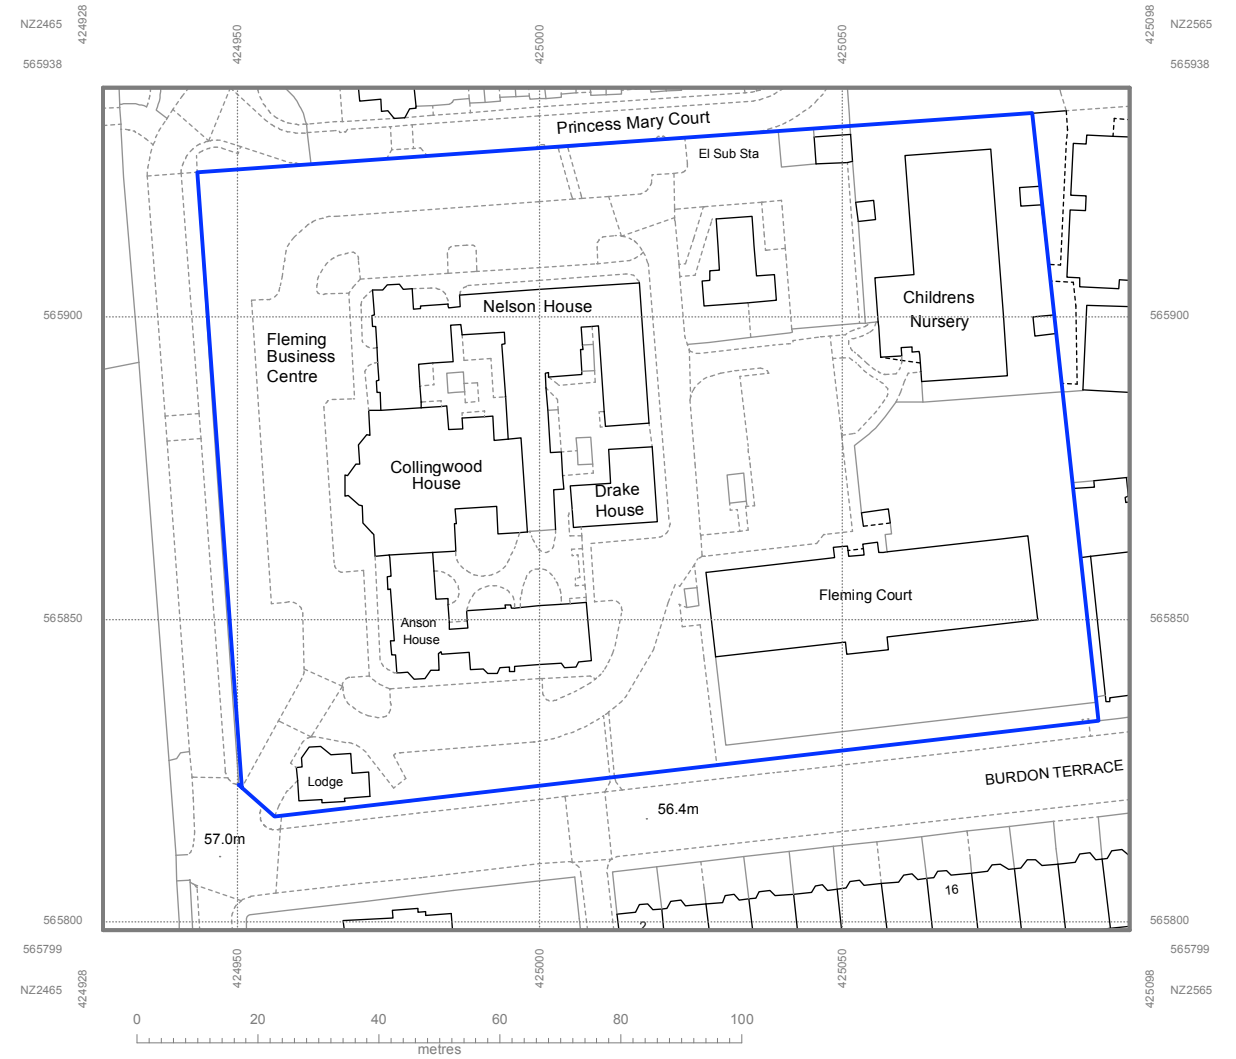 NZ2465
424928
424950
425000
425050
425098
NZ2565
565938
565938
Princess Mary Court
El Sub Sta
Nelson House
Childrens
Nursery
565900
565900
Fleming
Business
Centre
Collingwood
House
Drake
House
Fleming Court
565850
565850
Anson
House
Lodge
BURDON TERRACE
56.4m
57.0m
16
2
565800
565800
565799
565799
NZ2465
424928
424950
425000
425050
425098
NZ2565
0
20
40
60
80
100
metres